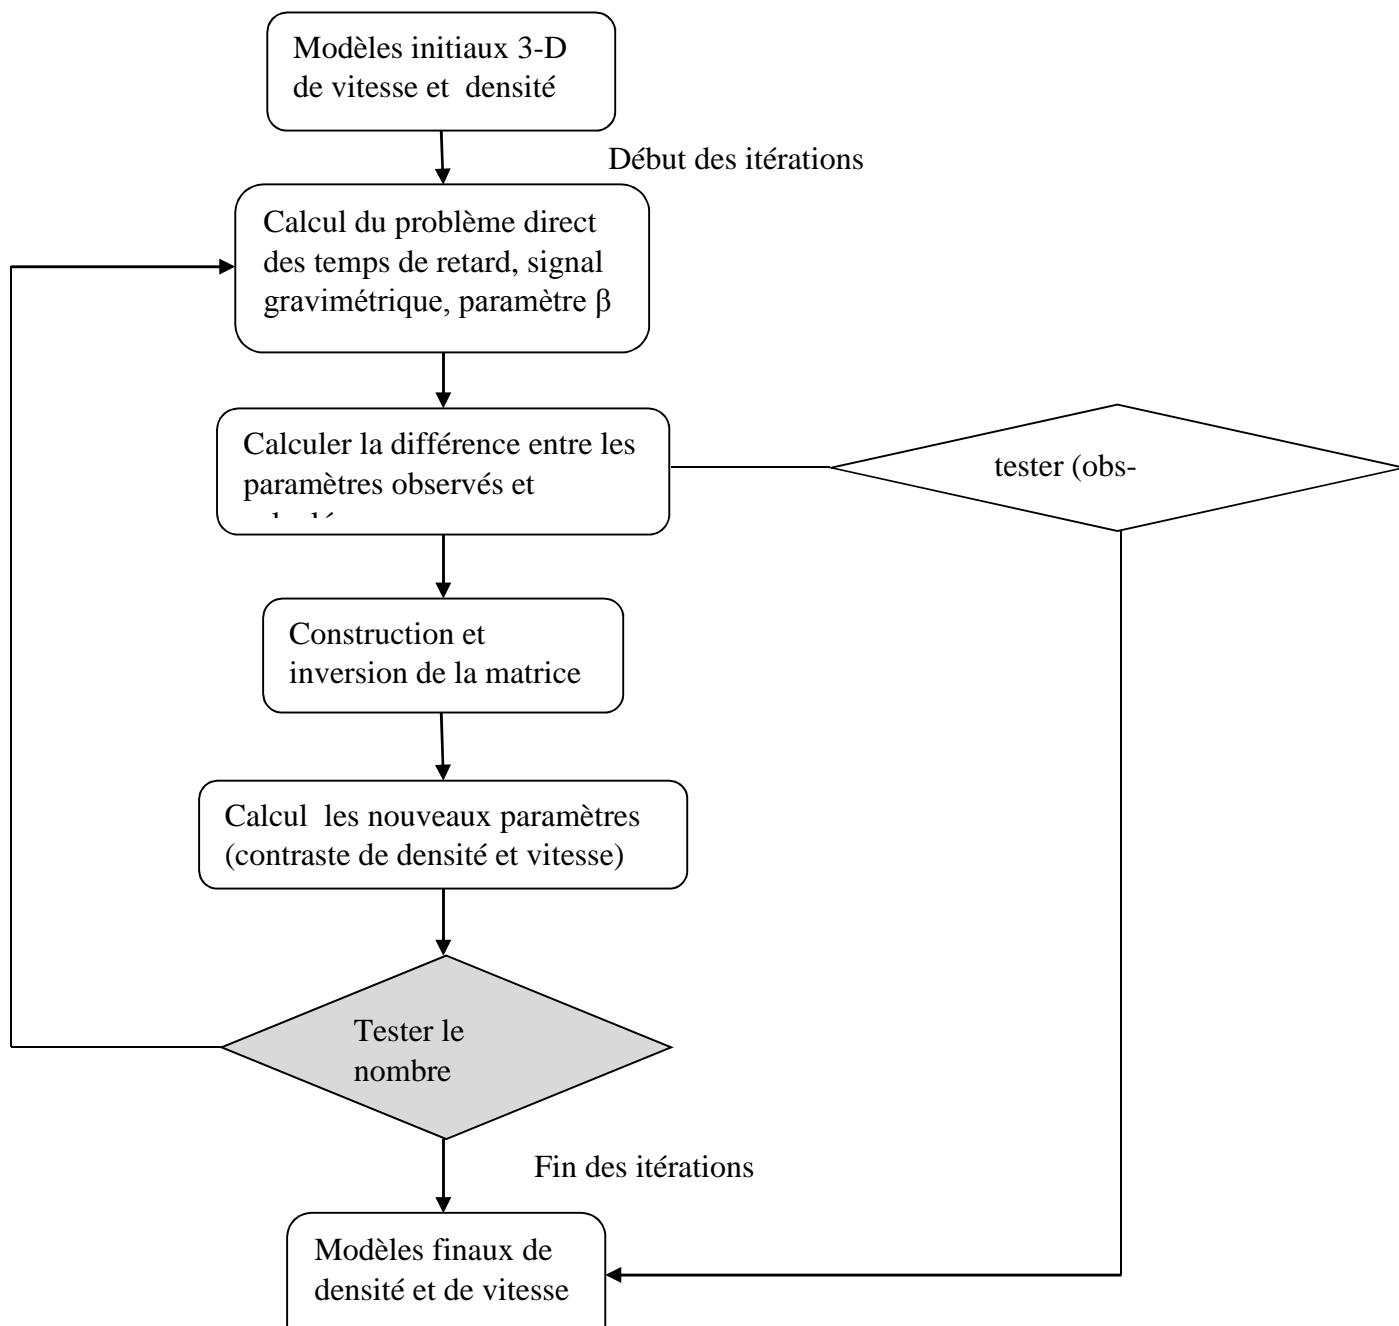 Modèles initiaux 3-D
de vitesse et densité
Début des itérations
Calcul du problème direct
des temps de retard, signal
gravimétrique, paramètre β
Calculer la différence entre les
paramètres observés et
tester (obs-
Construction et
inversion de la matrice
Calcul les nouveaux paramètres
(contraste de densité et vitesse)
Tester le
nombre
Fin des itérations
Modèles finaux de
densité et de vitesse